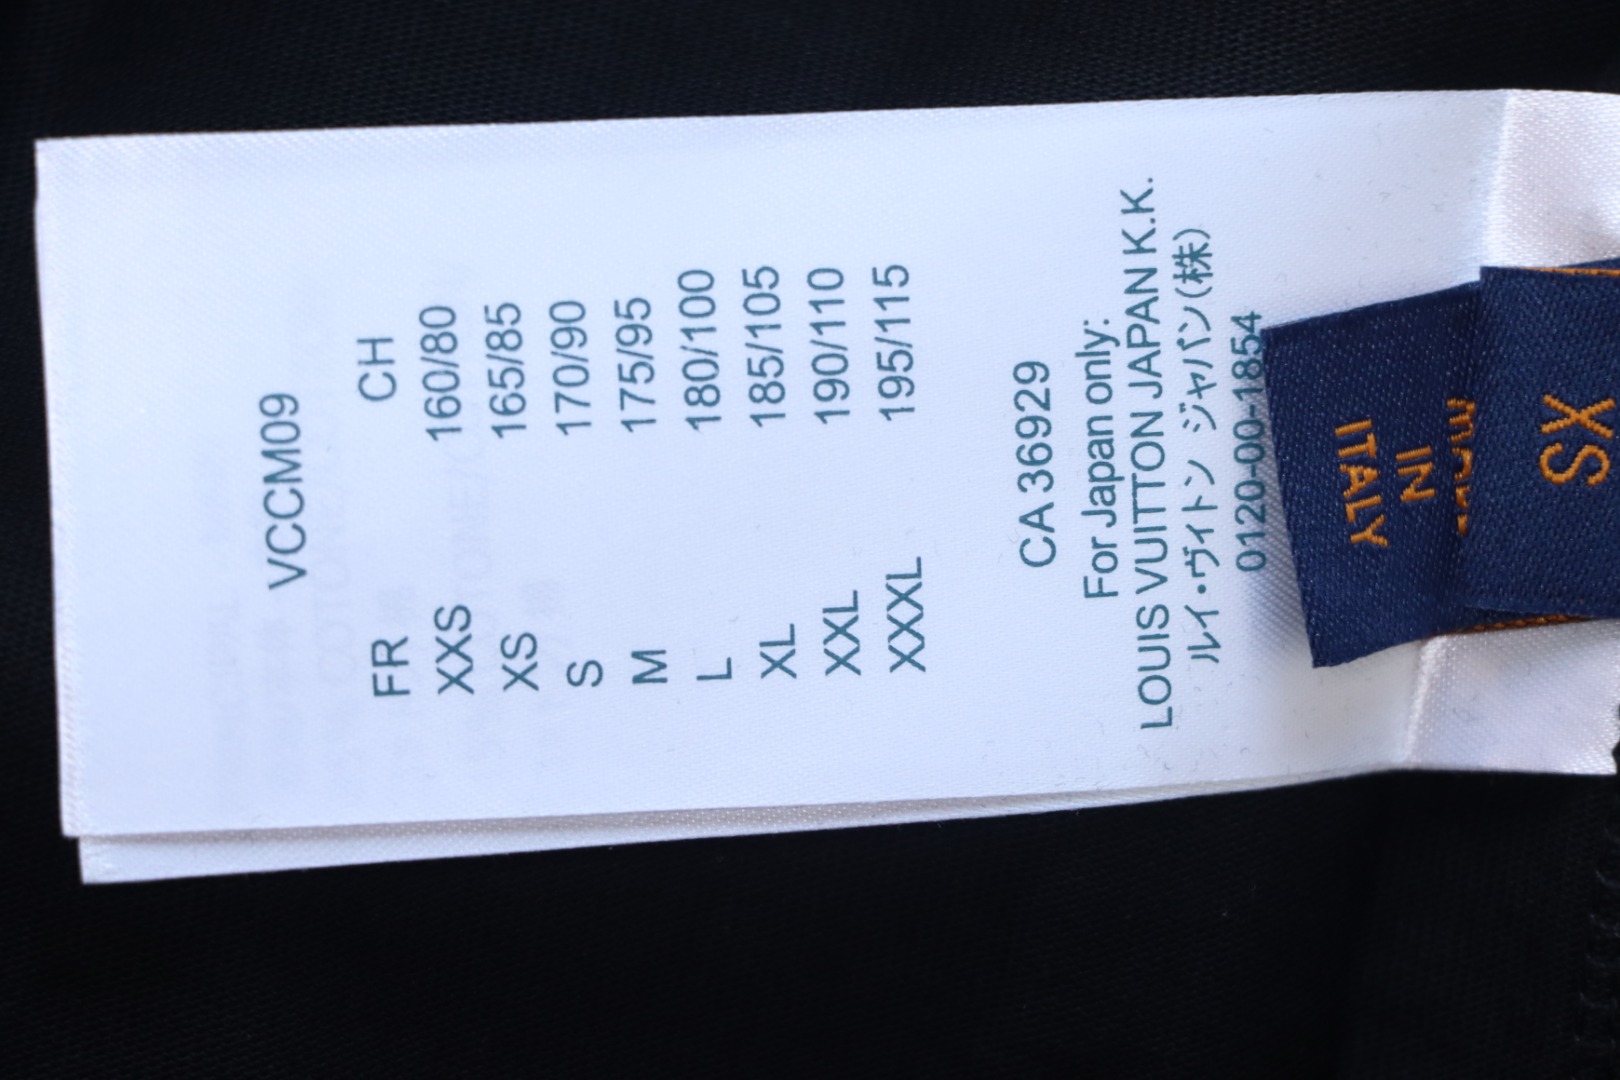 VCCM09
FR CH
XXS 160/80
XS 165/85
S 170/90
M 175/95
L 180/100
XL 185/105
XXL 190/110
XXXL 195/115
CA 36929
For Japan only:
LOUIS VUITTON JAPAN K.K.
ルイ・ヴィトン ジャパン(株)
0120-00-1854
XS
IN
ITALY